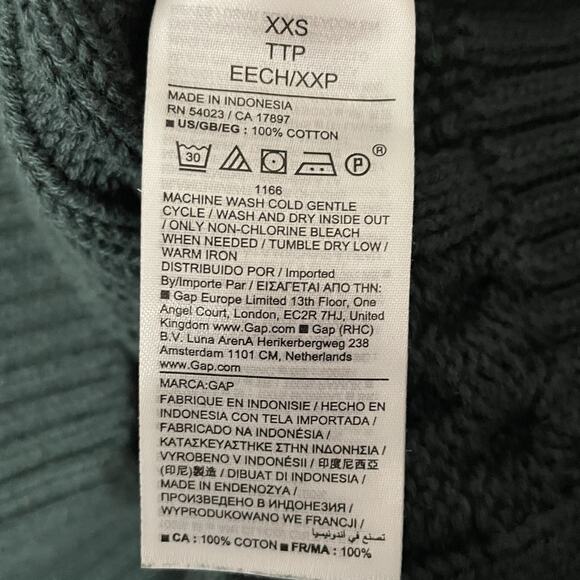 XXS
TTP
EECH/XXP
MADE IN INDONESIA
RN 54023 / CA 17897
■ US/GB/EG : 100% COTTON
30 P ®
1166
MACHINE WASH COLD GENTLE
CYCLE / WASH AND DRY INSIDE OUT
/ ONLY NON-CHLORINE BLEACH
WHEN NEEDED / TUMBLE DRY LOW /
WARM IRON
DISTRIBUIDO POR / Imported
By/Importe Par / ΕΙΣΑΓΕΤΑΙ ΑΠΟ ΤΗΝ:
■ Gap Europe Limited 13th Floor, One
Angel Court, London, EC2R 7HJ, United
Kingdom www.Gap.com ■ Gap (RHC)
B.V. Luna ArenA Herikerbergweg 238
Amsterdam 1101 CM, Netherlands
www.Gap.com
MARCA:GAP
FABRIQUE EN INDONISIE / HECHO EN
INDONESIA CON TELA IMPORTADA /
FABRICADO NA INDONÉSIA /
ΚΑΤΑΣΚΕΥΑΣΤΗΚΕ ΣΤΗΝ ΙΝΔΟΝΗΣΙΑ /
VYROBENO V INDONÉSII / 印度尼西亞
(印尼)製造 / DIBUAT DI INDONESIA /
MADE IN ENDENOZYA /
ПРОИЗВЕДЕНО В ИНДОНЕЗИИ /
WYPRODUKOWANO WE FRANCJI /
تصنع في أندونيسيا
■ CA : 100% COTON ■ FR/MA : 100%